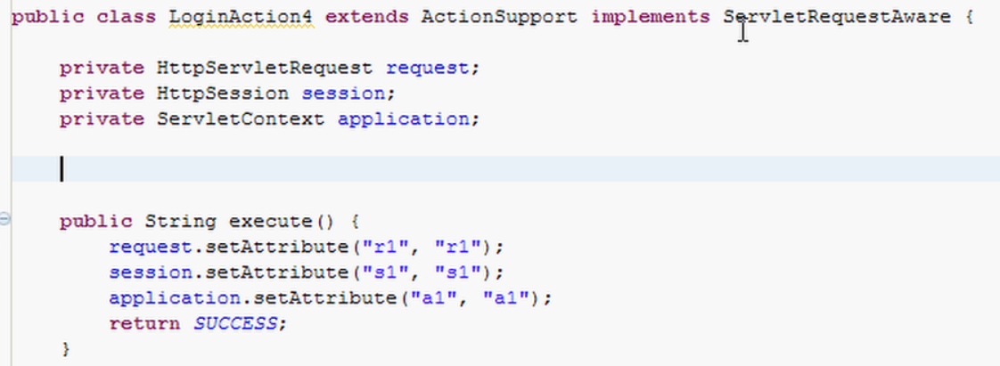 public class LoginAction4 extends ActionSupport implements ServletRequestAware {
private HttpServletRequest request;
private HttpSession session;
private ServletContext application;
public String execute() {
request.setAttribute("r1", "r1");
session.setAttribute("s1", "s1");
application.setAttribute("a1", "a1");
return SUCCESS;
}